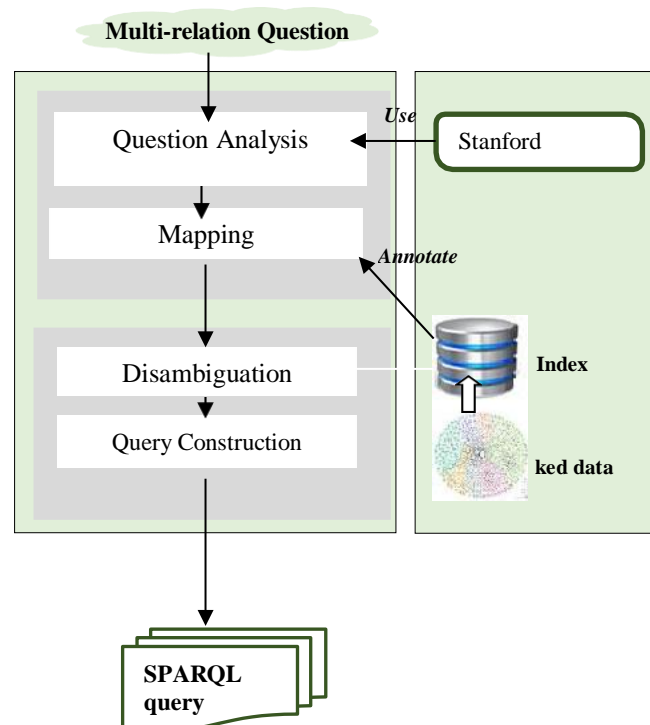 Multi-relation Question
Use
Question Analysis
Stanford
Mapping
Annotate
Disambiguation
Index
Query Construction
ked data
SPARQL
query